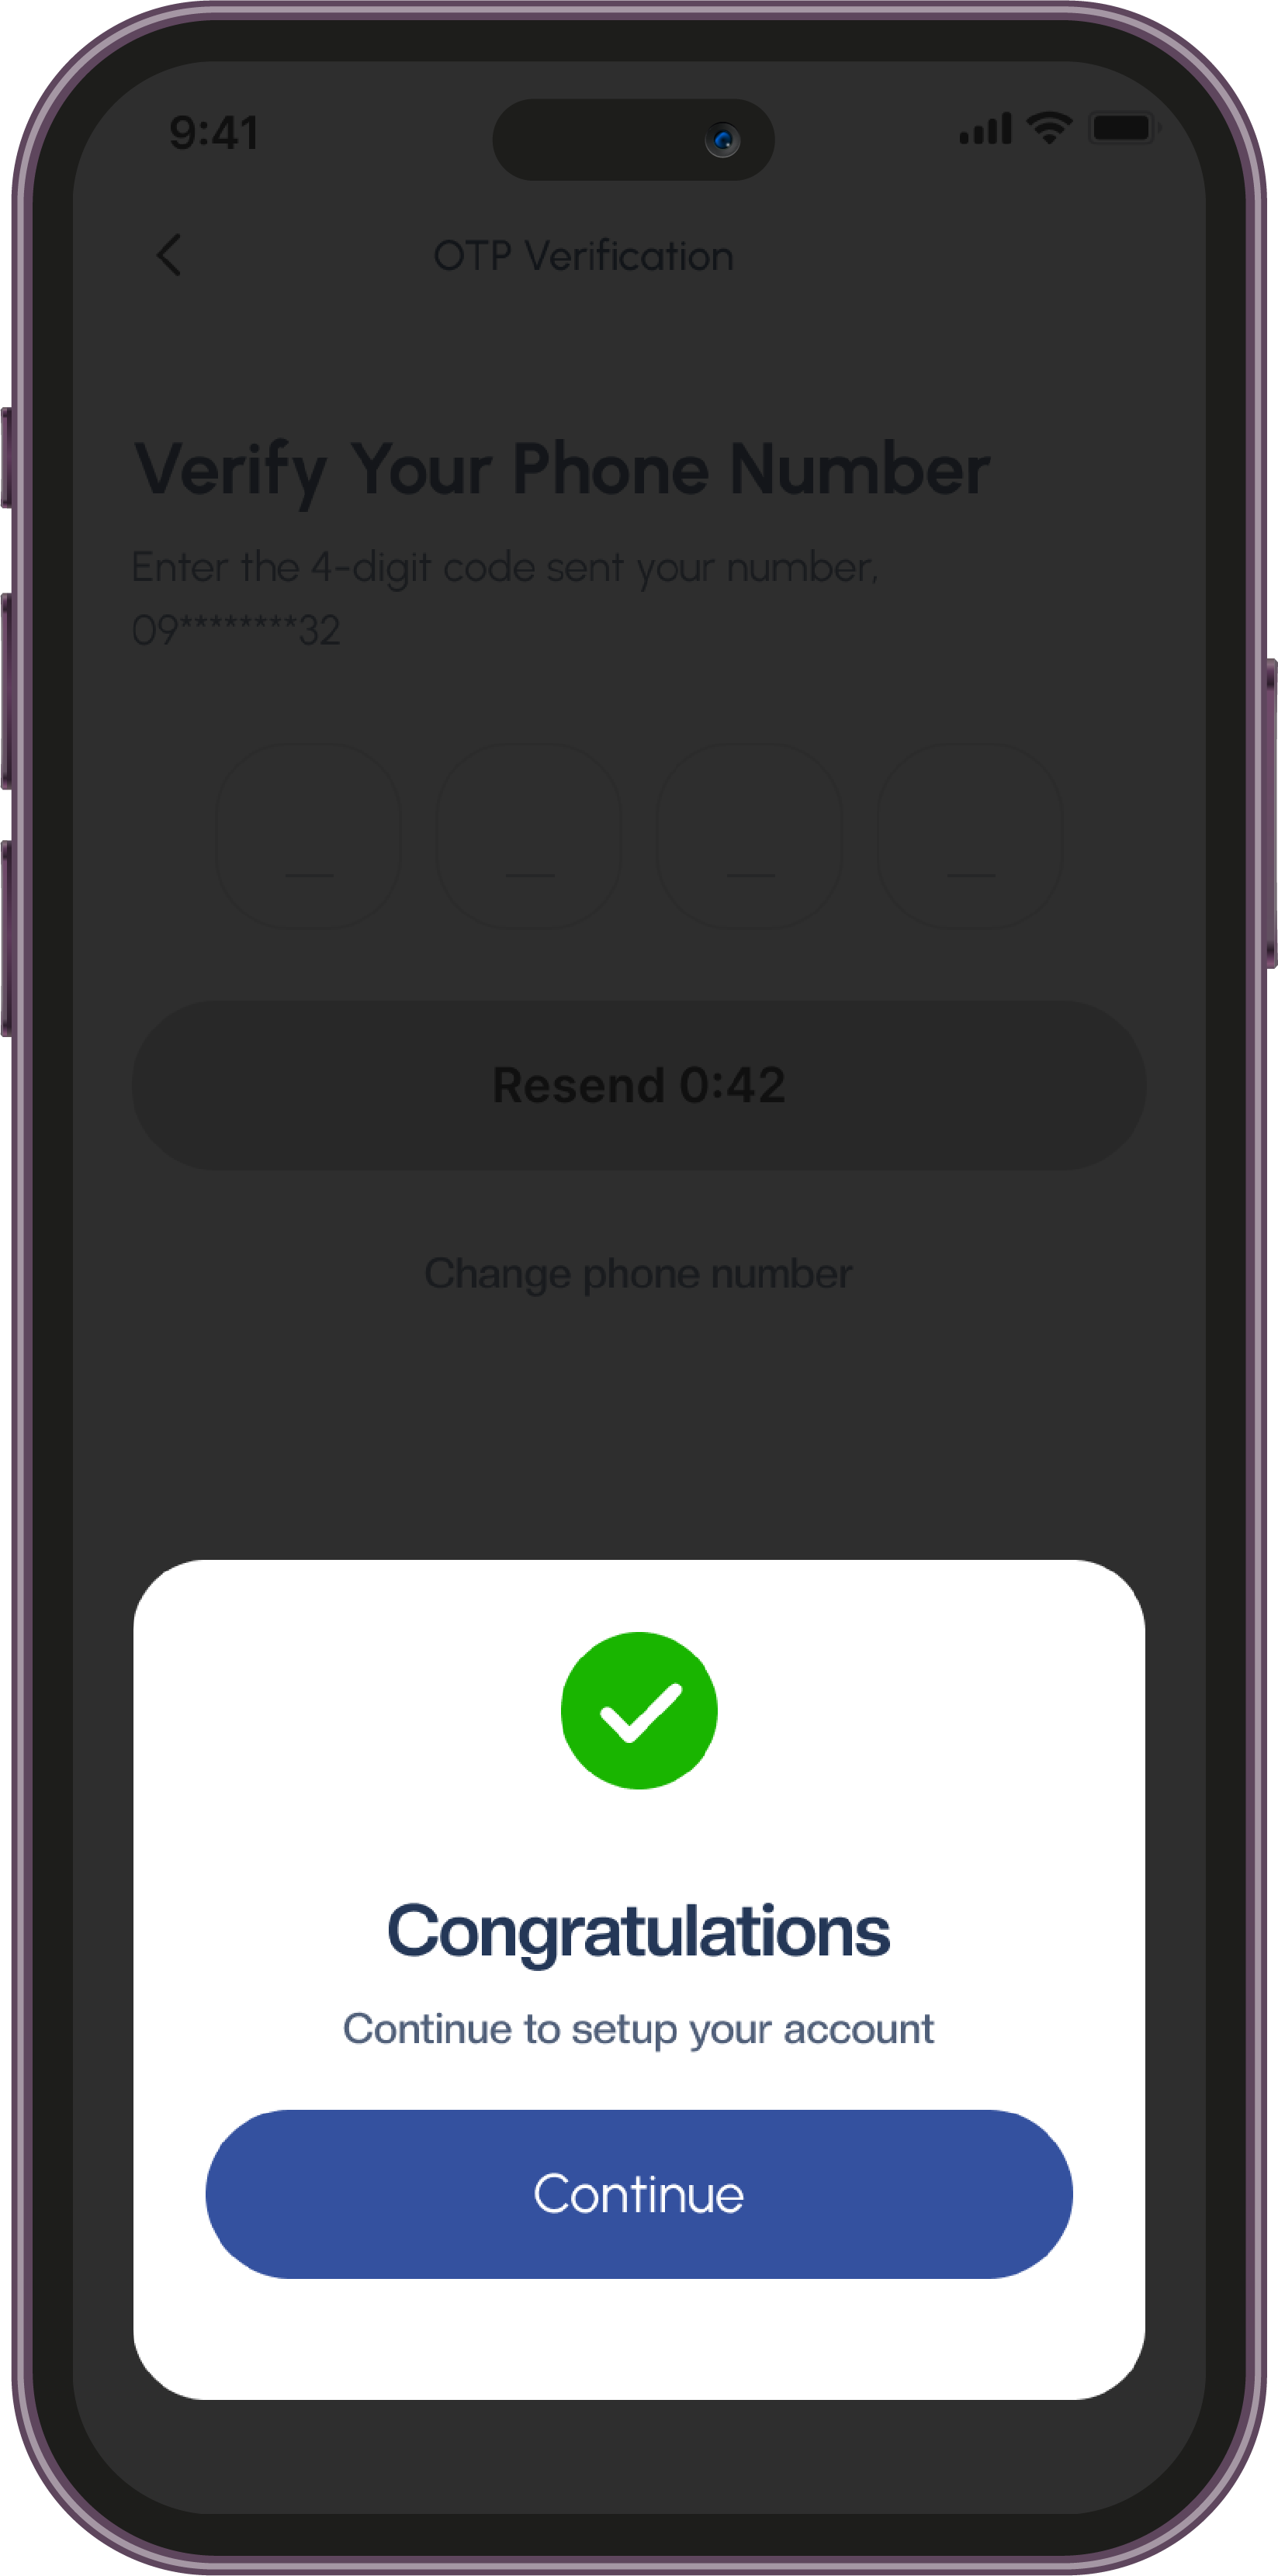 9:41
OTP Verification
Verify Your Phone Number
Enter the 4-digit code sent your number,
09********32
Resend 0:42
Change phone number
Congratulations
Continue to setup your account
Continue